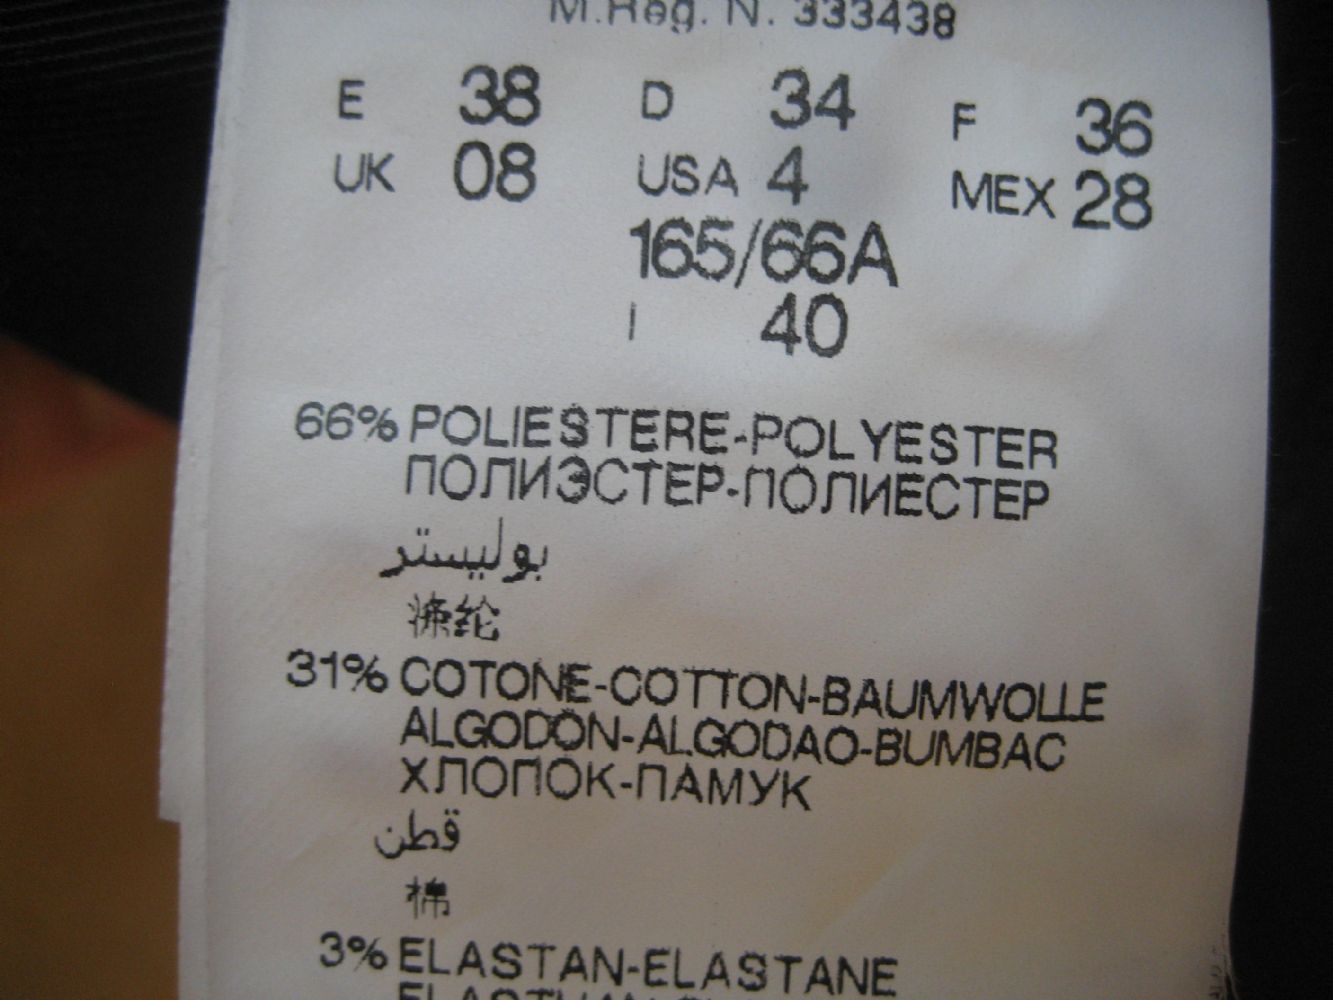 M.Reg. N. 333438
E 38 D 34 F 36
UK 08 USA 4 MEX 28
165/66A
I 40
66% POLIESTERE-POLYESTER
ПОЛИЭСТЕР-ПОЛИЕСТЕР
بوليستر
涤纶
31% COTONE-COTTON-BAUMWOLLE
ALGODÓN-ALGODAO-BUMBAC
ХЛОПОК-ПАМУК
قطن
棉
3% ELASTAN-ELASTANE